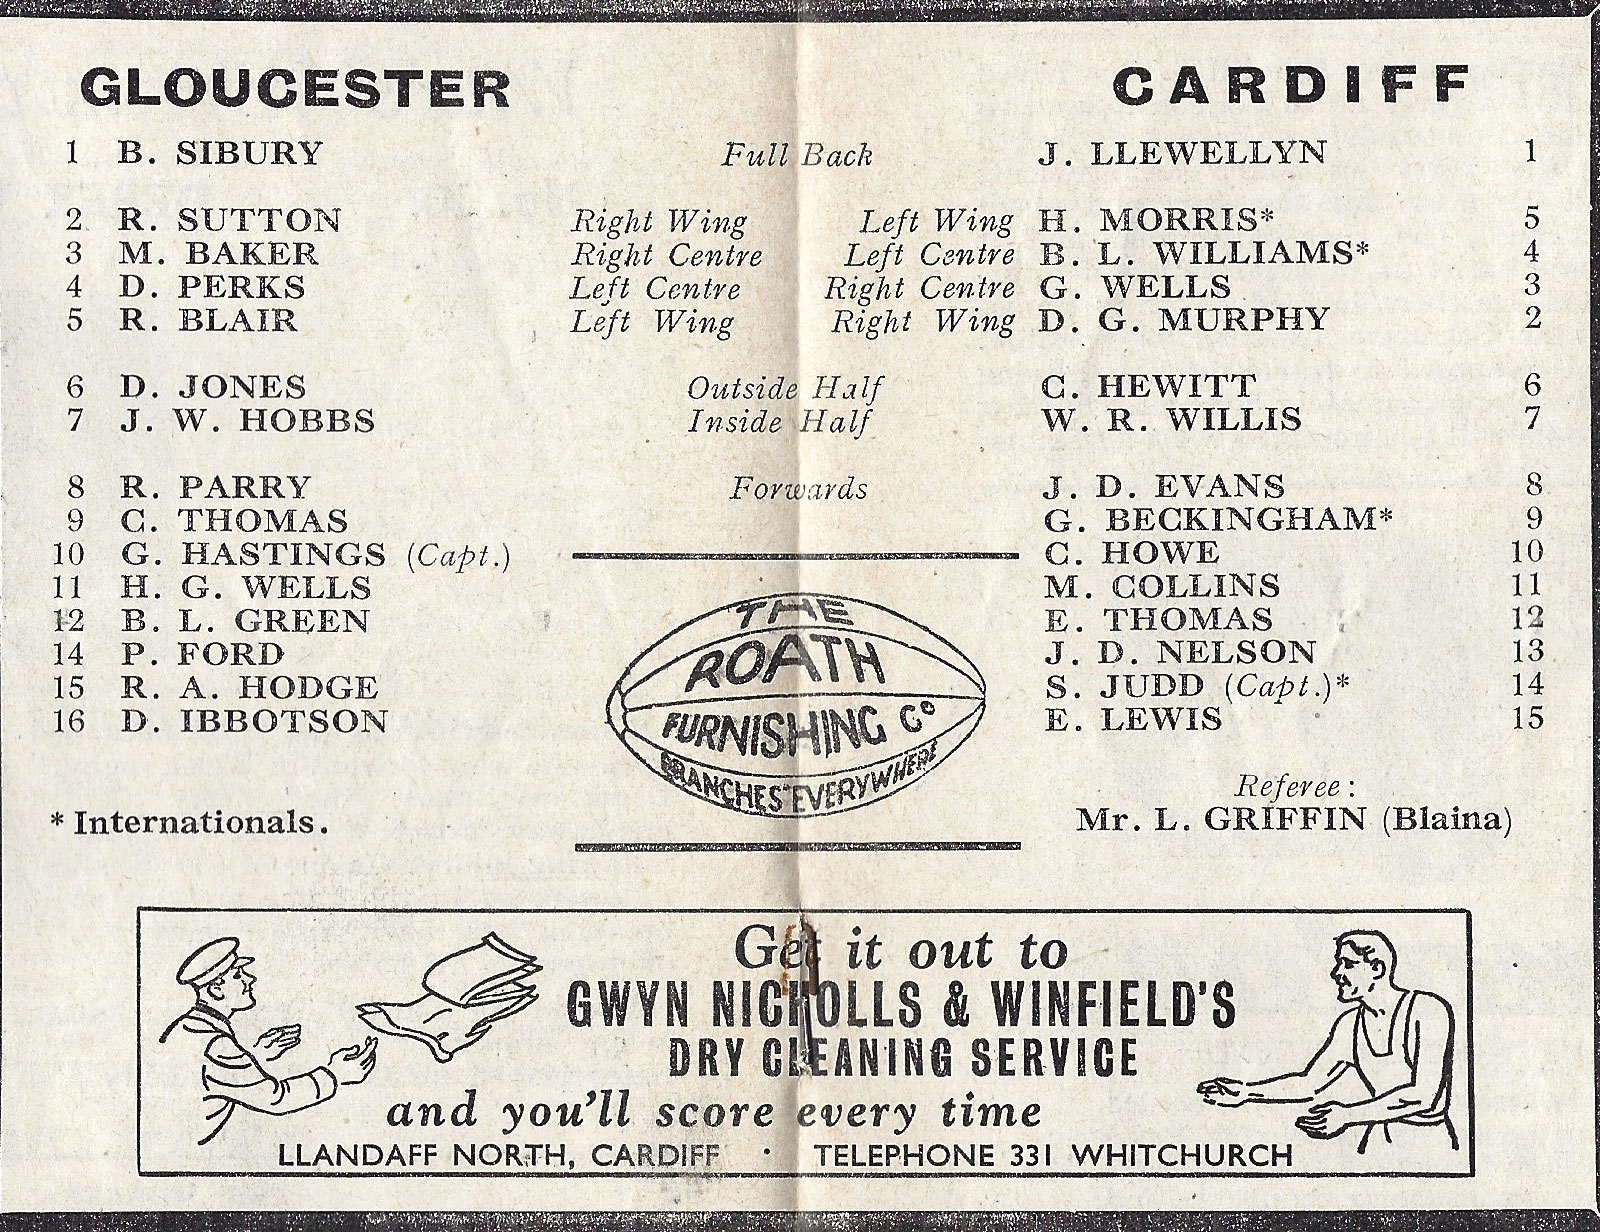 GLOUCESTER CARDIFF
1 B. SIBURY Full Back J. LLEWELLYN 1
2 R. SUTTON Right Wing Left Wing H. MORRIS* 5
3 M. BAKER Right Centre Left Centre B. L. WILLIAMS* 4
4 D. PERKS Left Centre Right Centre G. WELLS 3
5 R. BLAIR Left Wing Right Wing D. G. MURPHY 2
6 D. JONES Outside Half C. HEWITT 6
7 J. W. HOBBS Inside Half W. R. WILLIS 7
8 R. PARRY Forwards J. D. EVANS 8
9 C. THOMAS G. BECKINGHAM* 9
10 G. HASTINGS (Capt.) C. HOWE 10
11 H. G. WELLS M. COLLINS 11
12 B. L. GREEN E. THOMAS 12
14 P. FORD J. D. NELSON 13
15 R. A. HODGE S. JUDD (Capt.)* 14
16 D. IBBOTSON E. LEWIS 15
THE
ROATH
FURNISHING Co
BRANCHES EVERYWHERE
* Internationals.
Referee:
Mr. L. GRIFFIN (Blaina)
Get it out to
GWYN NICHOLLS & WINFIELD'S
DRY CLEANING SERVICE
and you'll score every time
LLANDAFF NORTH, CARDIFF · TELEPHONE 331 WHITCHURCH